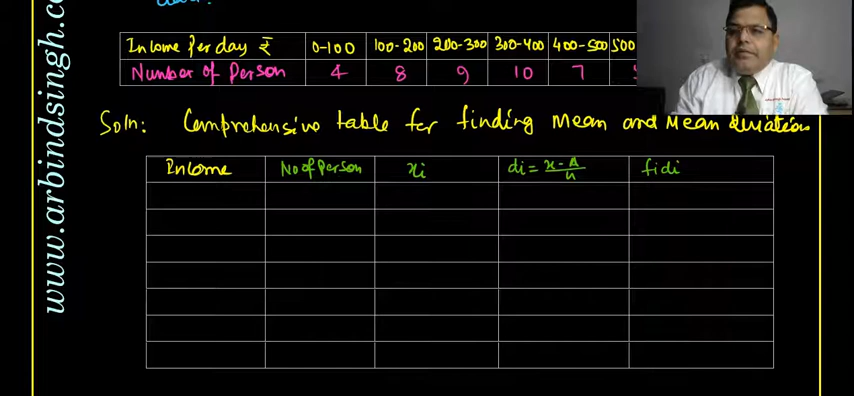 Income Per day ₹ 0-100 100-200 200-300 300-400 400-500 500
Number of Person 4 8 9 10 7
Soln: Comprehensive table for finding Mean and Mean deviation
Income No of Person xi di = x - A / h fidi
www.arbindsingh.co